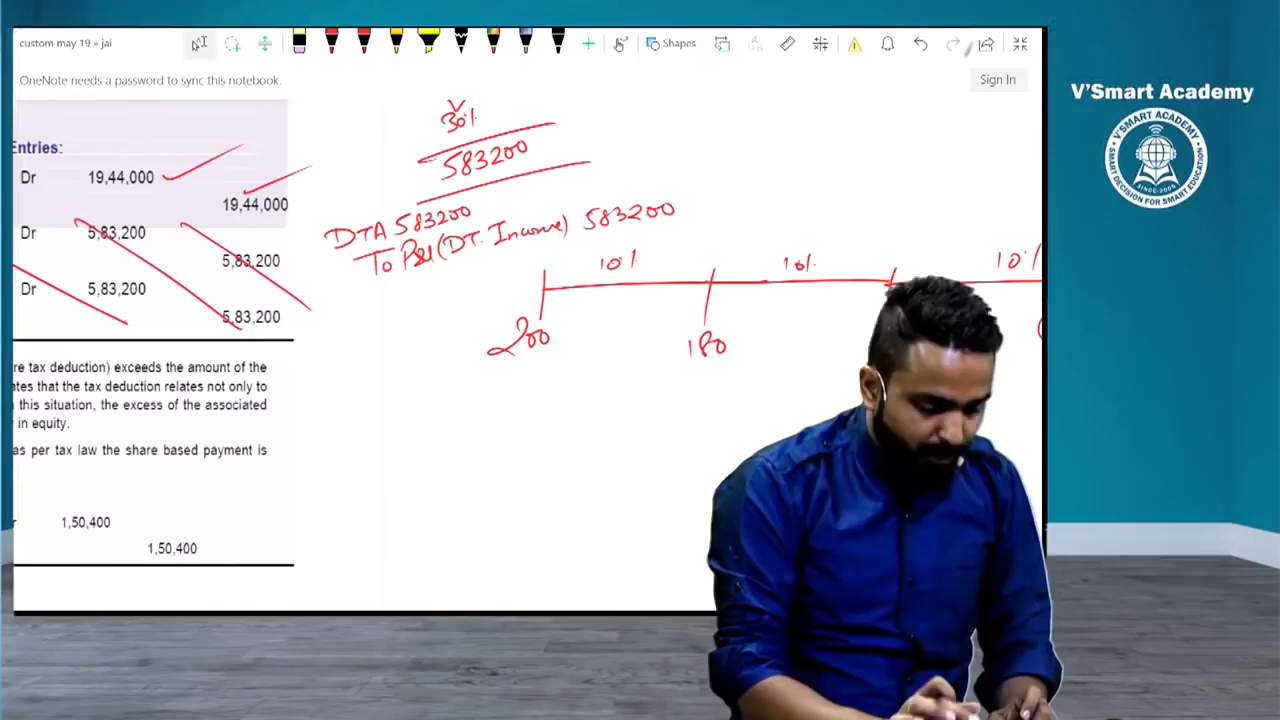 custom may 19 » jai
Shapes
OneNote needs a password to sync this notebook.
Sign In
V'Smart Academy
V'SMART ACADEMY
SINCE-2005
SMART DECISION FOR SMART EDUCATION
Entries:
Dr 19,44,000
19,44,000
Dr 5,83,200
5,83,200
Dr 5,83,200
5,83,200
re tax deduction) exceeds the amount of the
ates that the tax deduction relates not only to
this situation, the excess of the associated
in equity.
as per tax law the share based payment is
1,50,400
1,50,400
30%
583200
DTA 583200
To P&L (DT. Income) 583200
10% 10% 10%
200 180